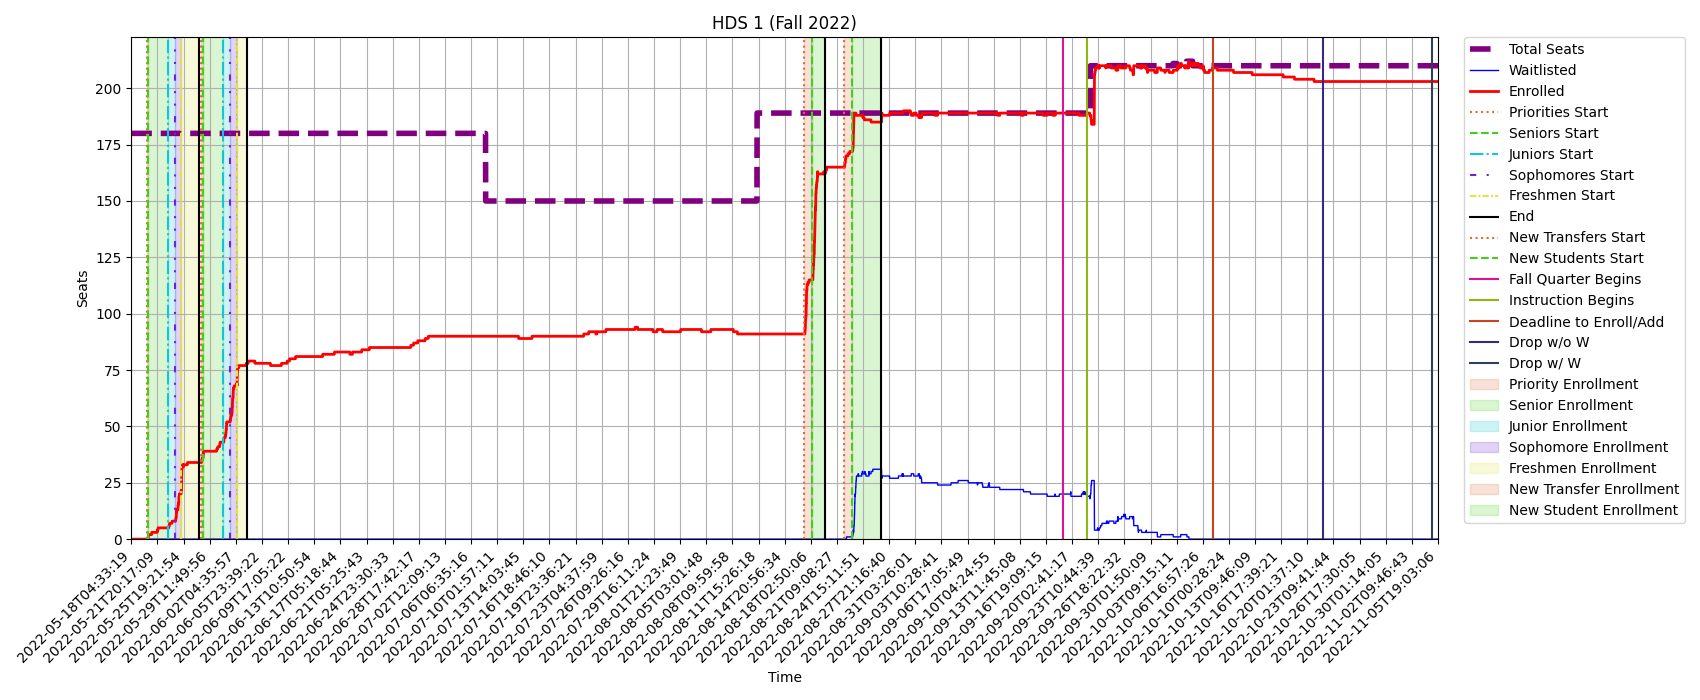 HDS 1 (Fall 2022)
Seats
200
175
150
125
100
75
50
25
0
2022-05-18T04:33:19
2022-05-21T20:17:09
2022-05-25T19:21:54
2022-05-29T11:49:56
2022-06-02T04:35:57
2022-06-05T23:39:22
2022-06-09T17:05:22
2022-06-13T10:50:54
2022-06-17T05:18:44
2022-06-21T05:25:43
2022-06-24T23:30:33
2022-06-28T17:42:17
2022-07-02T12:09:13
2022-07-06T06:35:16
2022-07-10T01:57:11
2022-07-13T14:03:45
2022-07-16T18:46:10
2022-07-19T23:36:21
2022-07-23T04:37:59
2022-07-26T09:26:16
2022-07-29T16:11:24
2022-08-01T21:23:49
2022-08-05T03:01:48
2022-08-08T09:59:58
2022-08-11T15:26:18
2022-08-14T20:56:34
2022-08-18T02:50:06
2022-08-21T09:08:27
2022-08-24T15:11:51
2022-08-27T21:16:40
2022-08-31T03:26:01
2022-09-03T10:28:41
2022-09-06T17:05:49
2022-09-10T04:24:55
2022-09-13T11:45:08
2022-09-16T19:09:15
2022-09-20T02:41:17
2022-09-23T10:44:39
2022-09-26T18:22:32
2022-09-30T01:50:09
2022-10-03T09:15:11
2022-10-06T16:57:26
2022-10-10T00:28:24
2022-10-13T09:46:09
2022-10-16T17:39:21
2022-10-20T01:37:10
2022-10-23T09:41:44
2022-10-26T17:30:05
2022-10-30T01:14:05
2022-11-02T09:46:43
2022-11-05T19:03:06
Time
Total Seats
Waitlisted
Enrolled
Priorities Start
Seniors Start
Juniors Start
Sophomores Start
Freshmen Start
End
New Transfers Start
New Students Start
Fall Quarter Begins
Instruction Begins
Deadline to Enroll/Add
Drop w/o W
Drop w/ W
Priority Enrollment
Senior Enrollment
Junior Enrollment
Sophomore Enrollment
Freshmen Enrollment
New Transfer Enrollment
New Student Enrollment